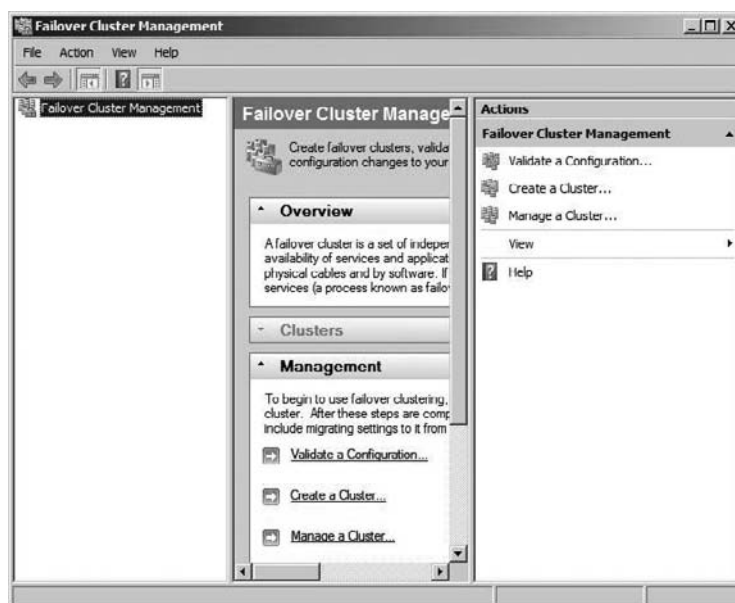 Failover Cluster Management
File Action View Help
Failover Cluster Management
Failover Cluster Manage
Create failover clusters, valida
configuration changes to your
Overview
A failover cluster is a set of indeper
availability of services and applicat
physical cables and by software. If
services (a process known as failo
Clusters
Management
To begin to use failover clustering,
cluster. After these steps are comp
include migrating settings to it from
Validate a Configuration...
Create a Cluster...
Manage a Cluster...
Actions
Failover Cluster Management
Validate a Configuration...
Create a Cluster...
Manage a Cluster...
View
Help